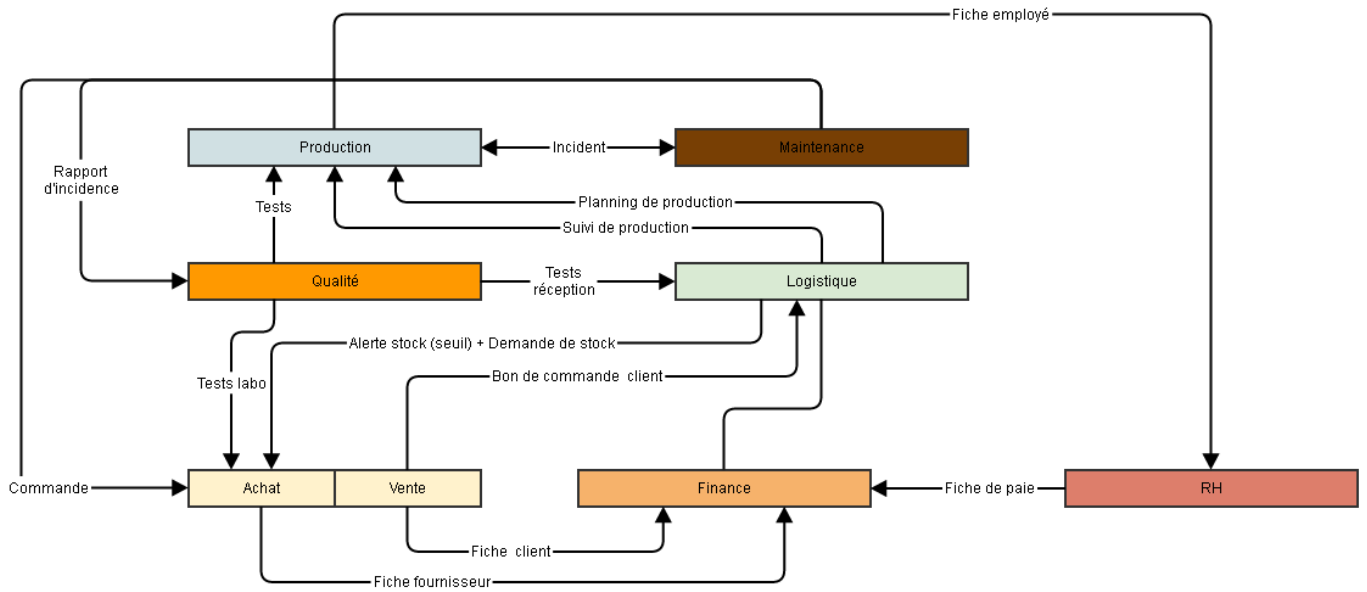 Fiche employé
Production
Incident
Maintenance
Rapport
d'incidence
Tests
Planning de production
Suivi de production
Qualité
Tests
réception
Logistique
Alerte stock (seuil) + Demande de stock
Tests labo
Bon de commande client
Commande
Achat
Vente
Finance
Fiche de paie
RH
Fiche client
Fiche fournisseur